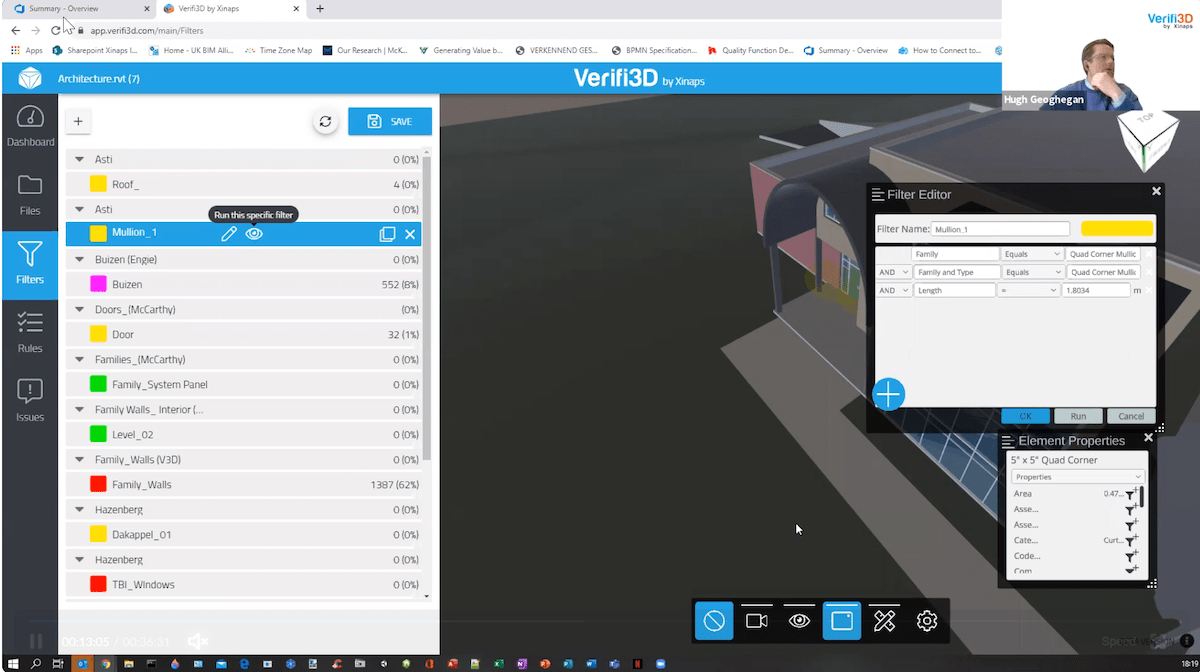 Summary - Overview
Verifi3D by Xinaps
app.verifi3d.com/main/Filters
Apps
Sharepoint Xinaps I...
Home - UK BIM Alli...
Time Zone Map
Our Research | McK...
Generating Value b...
VERKENNEND GES...
BPMN Specification...
Quality Function De...
Summary - Overview
How to Connect to...
Verifi3D
by Xinaps
Hugh Geoghegan
Architecture.rvt (7)
Verifi3D by Xinaps
Dashboard
Files
Filters
Rules
Issues
+
SAVE
Asti 0 (0%)
Roof_ 4 (0%)
Asti 0 (0%)
Run this specific filter
Mullion_1
Buizen (Engie) 0 (0%)
Buizen 552 (8%)
Doors_(McCarthy) (0%)
Door 32 (1%)
Families_(McCarthy) 0 (0%)
Family_System Panel 0 (0%)
Family Walls_ Interior (... 0 (0%)
Level_02 0 (0%)
Family_Walls (V3D) 0 (0%)
Family_Walls 1387 (62%)
Hazenberg 0 (0%)
Dakappel_01 0 (0%)
Hazenberg 0 (0%)
TBI_WIndows 0 (0%)
TOP
Filter Editor
Filter Name: Mullion_1
Family Equals Quad Corner Mullic
AND Family and Type Equals Quad Corner Mullic
AND Length = 1.8034 m
OK Run Cancel
Element Properties
5" x 5" Quad Corner
Properties
Area 0.47...
Asse...
Asse...
Cate... Curt...
Code...
Com
00:13:05 / 00:36:31
Speed
18:19